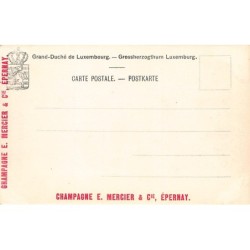 Grand-Duché de Luxembourg. — Grossherzogthum Luxemburg.
CARTE POSTALE. — POSTKARTE
CHAMPAGNE E. MERCIER & Cie, ÉPERNAY.
CHAMPAGNE E. MERCIER & Cie, ÉPERNAY.